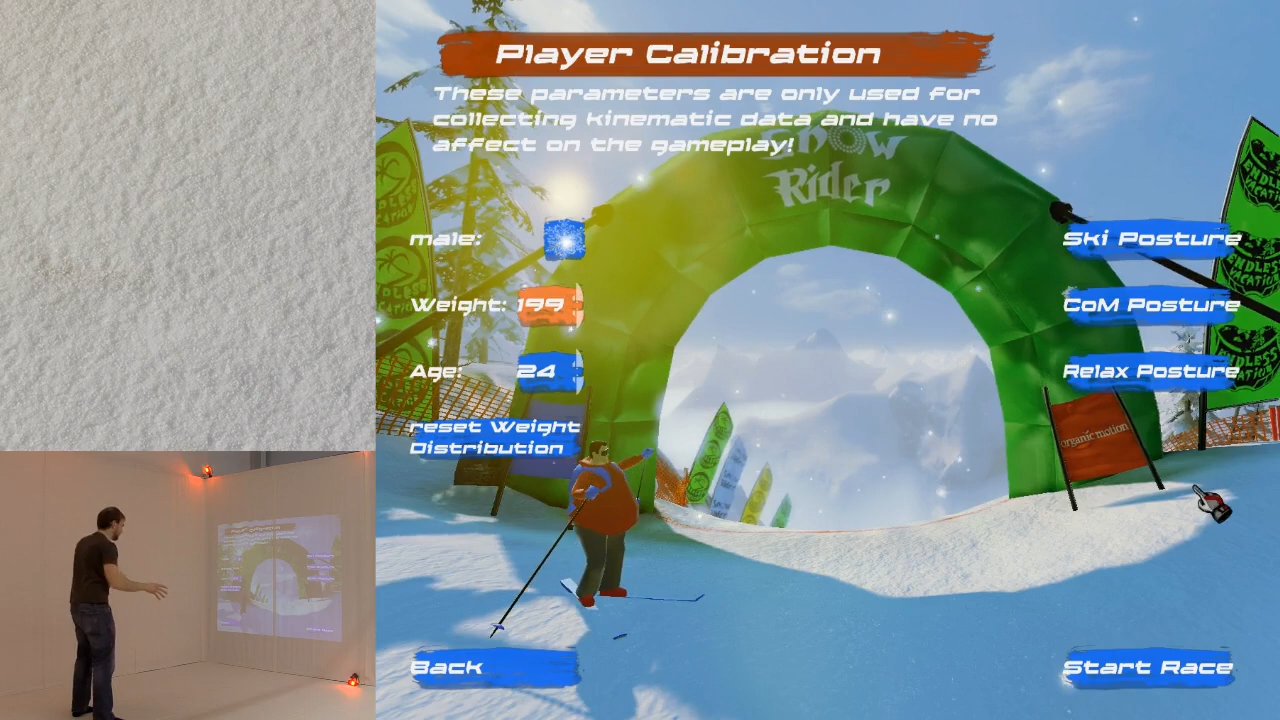 Player Calibration
These parameters are only used for
collecting kinematic data and have no
affect on the gameplay!
Snow
Rider
male:
Weight: 199
Age: 24
reset Weight
Distribution
Ski Posture
CoM Posture
Relax Posture
organic motion
ENDLESS
VACATION
Back
Start Race